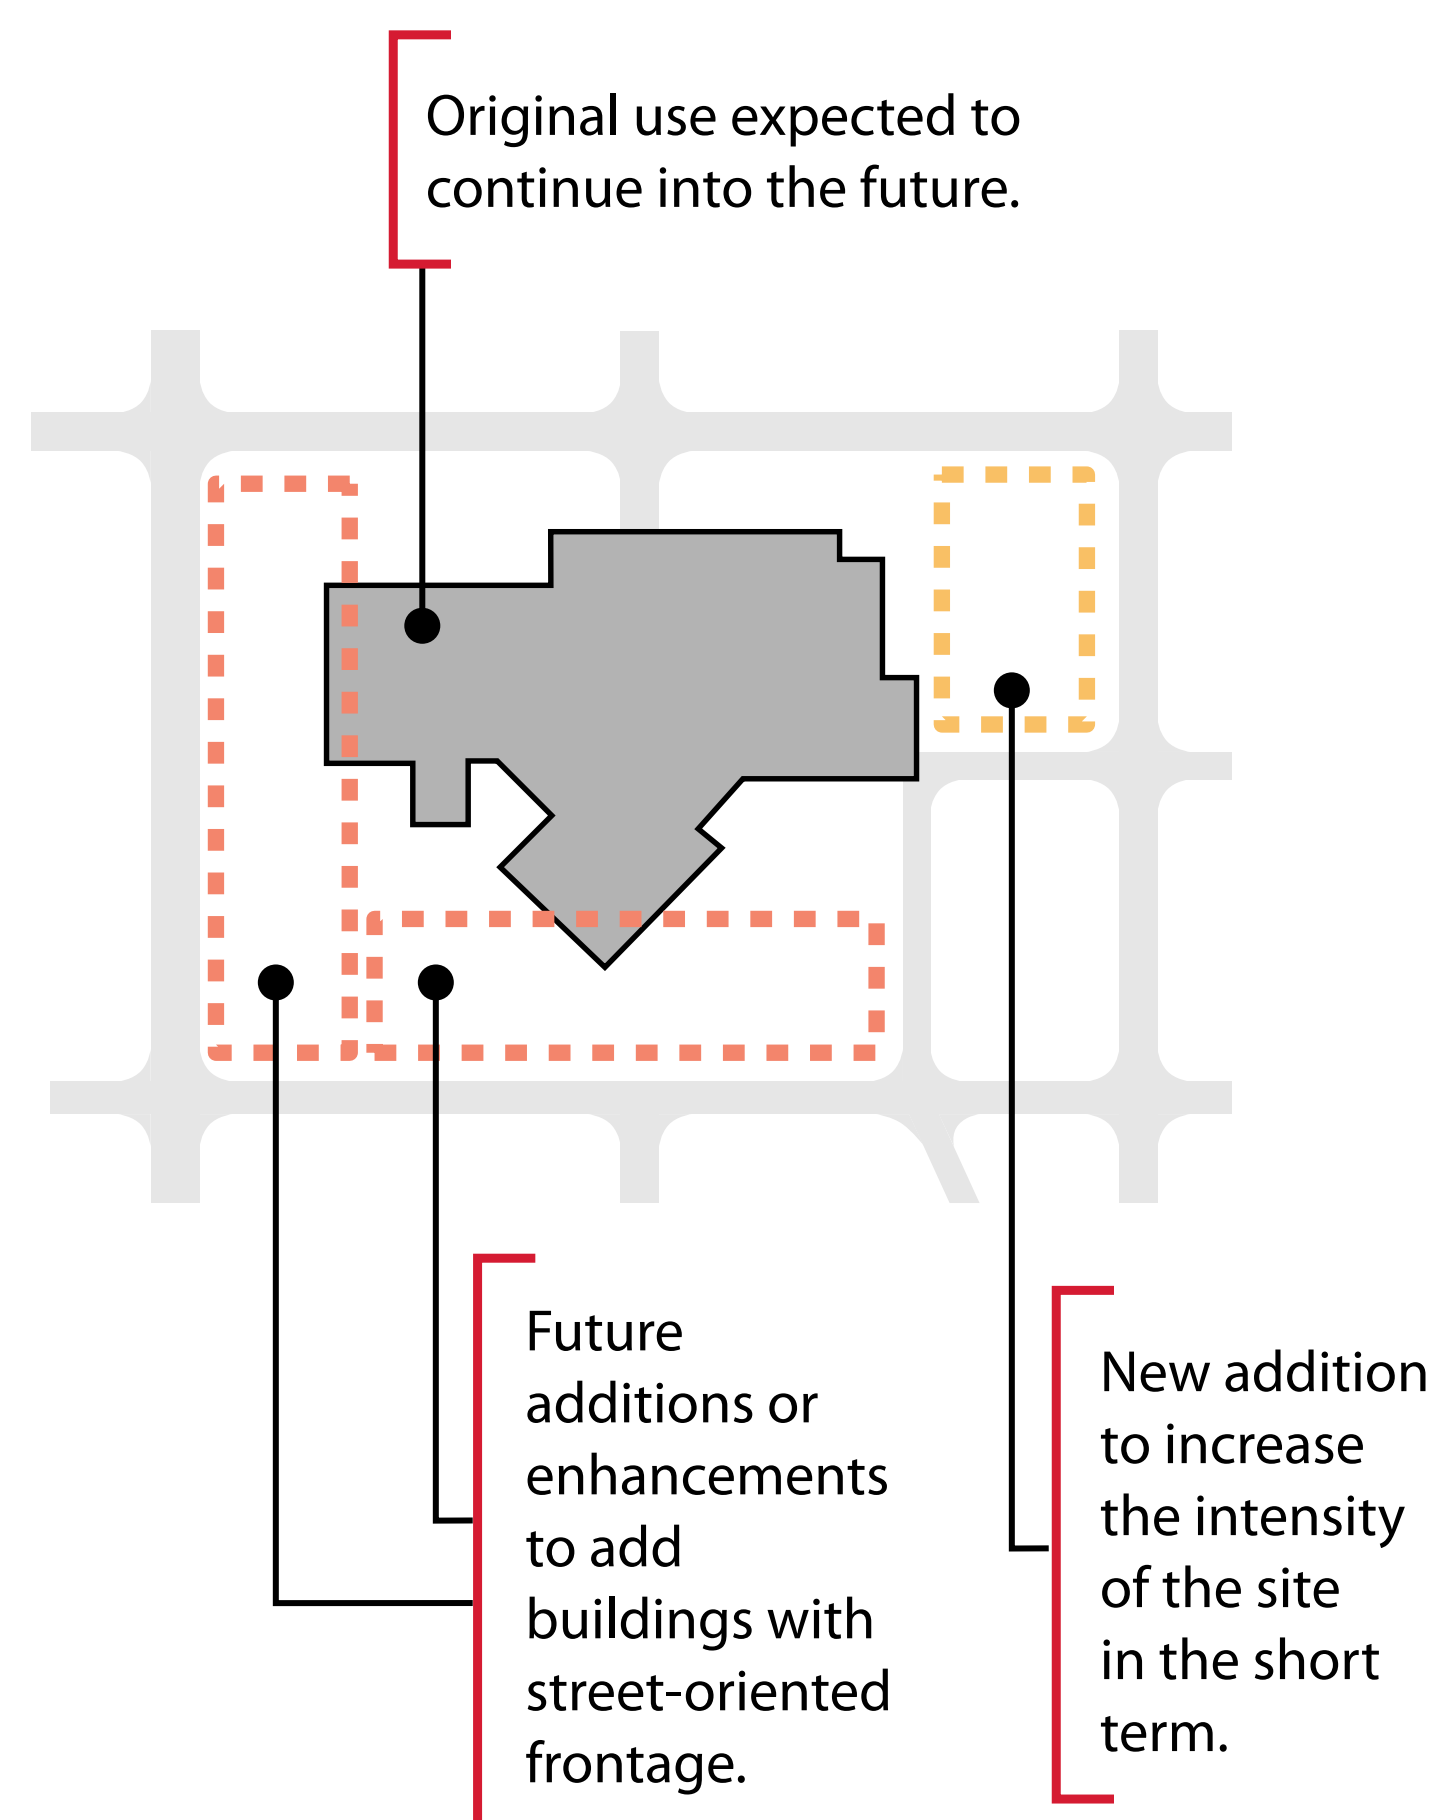 Original use expected to
continue into the future.
Future
additions or
enhancements
to add
buildings with
street-oriented
frontage.
New addition
to increase
the intensity
of the site
in the short
term.